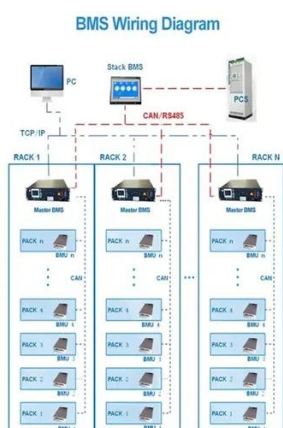 BMS Wiring Diagram
PC
Stack BMS
PCS
CAN/RS485
TCP/IP
RACK 1
RACK 2
RACK N
Master BMS
Master BMS
Master BMS
PACK n
BMU n
PACK n
BMU n
PACK n
BMU n
CAN
CAN
CAN
PACK 4
BMU 4
PACK 4
BMU 4
PACK 4
BMU 4
PACK 3
BMU 3
PACK 3
BMU 3
PACK 3
BMU 3
PACK 2
BMU 2
PACK 2
BMU 2
PACK 2
BMU 2
PACK 1
PACK 1
PACK 1